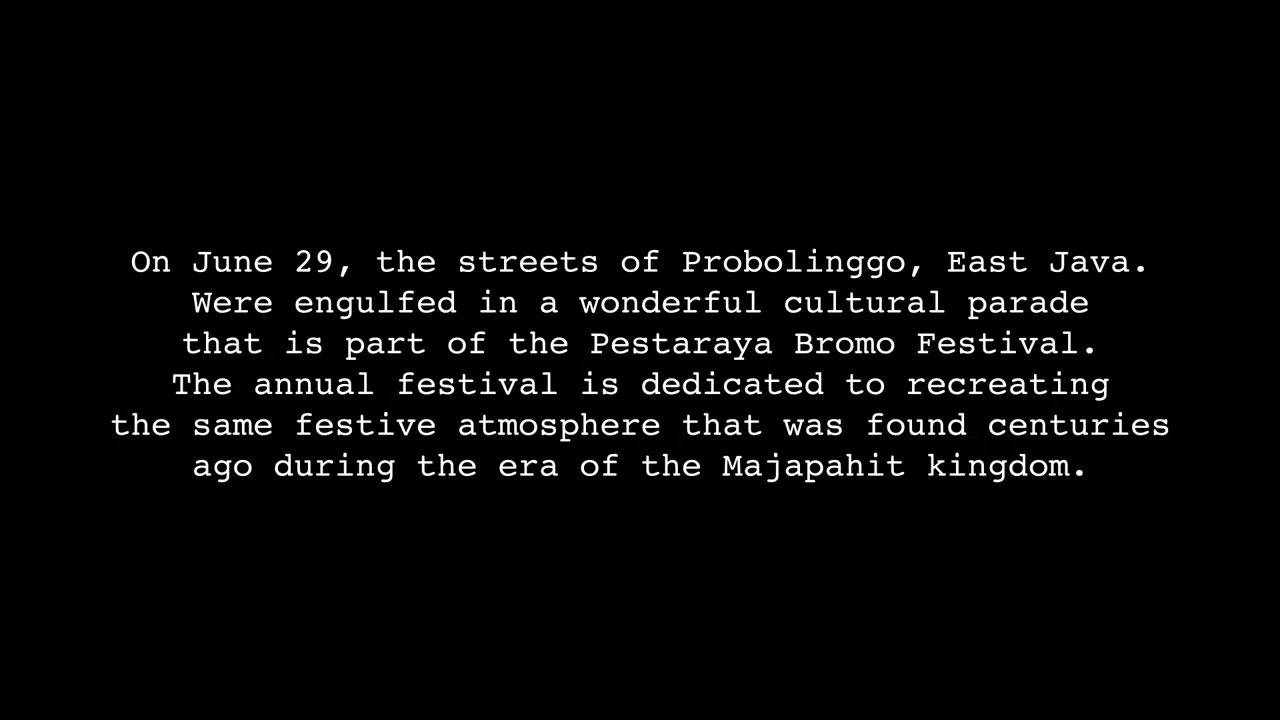 On June 29, the streets of Probolinggo, East Java.
Were engulfed in a wonderful cultural parade
that is part of the Pestaraya Bromo Festival.
The annual festival is dedicated to recreating
the same festive atmosphere that was found centuries
ago during the era of the Majapahit kingdom.